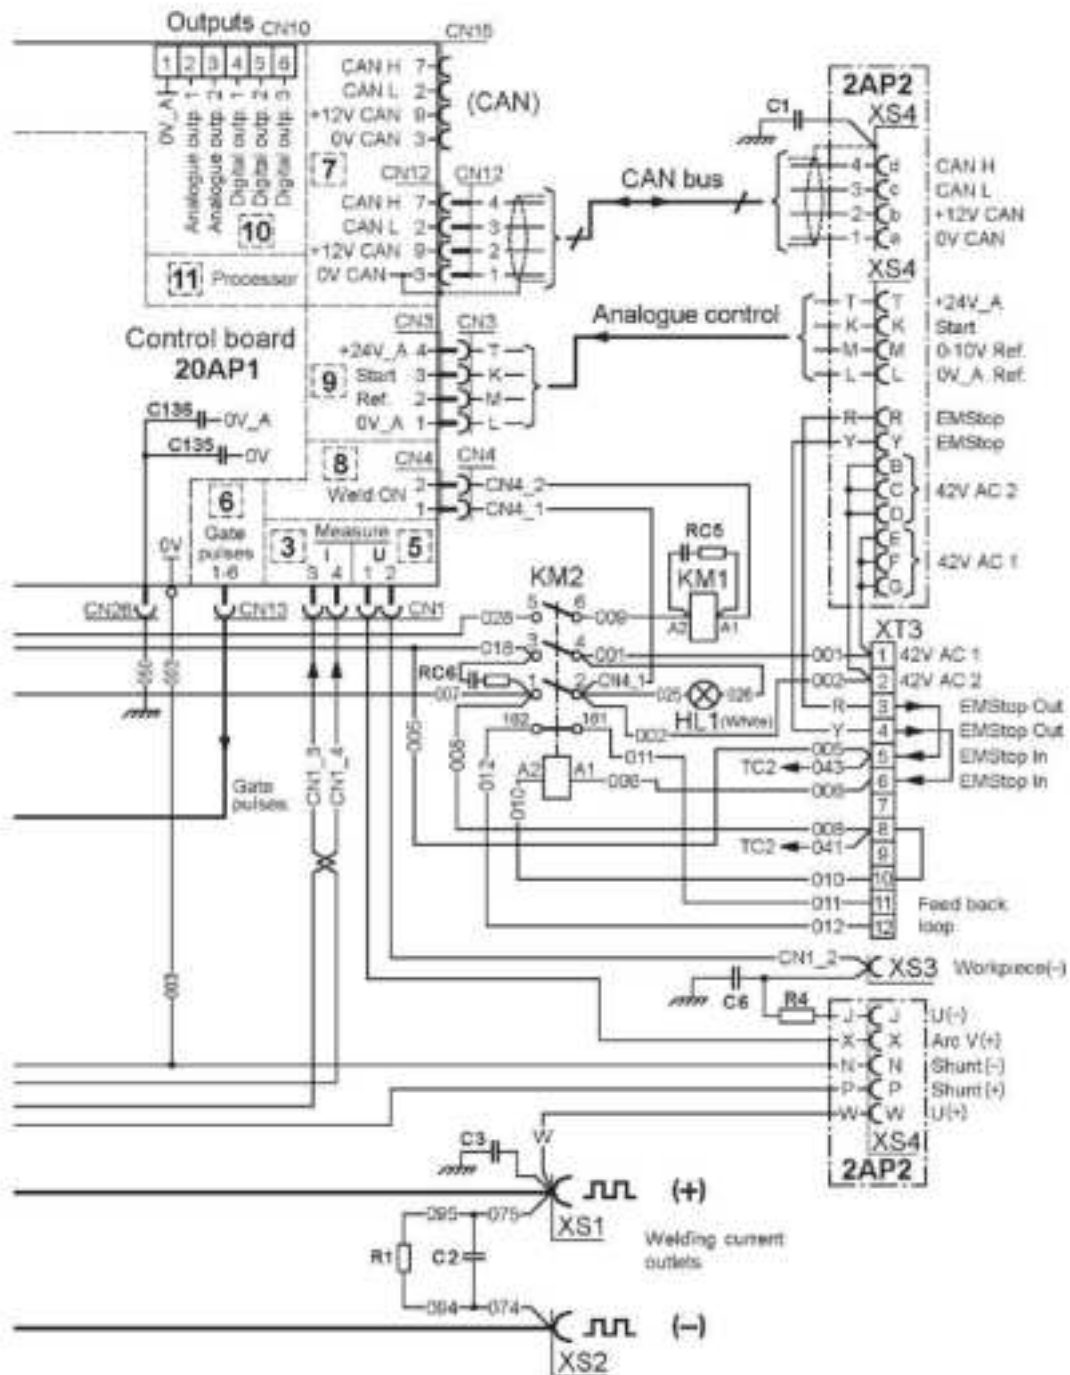 Outputs CN10
CN15
1 2 3 4 5 6
0V_A
Analogue outp. 1
Analogue outp. 2
Digital outp. 1
Digital outp. 2
Digital outp. 3
10
7
CAN H 7
CAN L 2
+12V CAN 9
0V CAN 3
(CAN)
CN12 CN12
CAN H 7 4
CAN L 2 3
+12V CAN 9 2
0V CAN 3 1
11 Processor
CAN bus
2AP2
XS4
C1
4 d CAN H
3 c CAN L
2 b +12V CAN
1 a 0V CAN
XS4
Control board
20AP1
CN3 CN3
9
+24V_A 4 T
Start 3 K
Ref. 2 M
0V_A 1 L
Analogue control
T T +24V_A
K K Start
M M 0-10V Ref.
L L 0V_A Ref.
R R EMStop
Y Y EMStop
B
C 42V AC 2
D
E
F 42V AC 1
G
C136 0V_A
C135 0V
8
CN4 CN4
2 CN4_2
Weld ON
1 CN4_1
6
Gate
pulses
1-6
3 Measure 5
I U
3 4 1 2
0V
CN26
CN13
CN1
KM2
RC5
KM1
A2 A1
5 6 009
028
3 4 001
018
RC6
1 2 CN4_1
007
025 026
HL1 (White)
002
162 161
011
A2 A1 006
050
003
005
CN1_3
CN1_4
008
012
010
Gate
pulses
XT3
001 1 42V AC 1
002 2 42V AC 2
R 3 EMStop Out
Y 4 EMStop Out
005 5 EMStop In
TC2 043
006 6 EMStop In
7
008 8
TC2 041
9
010 10
011 11 Feed back
012 12 loop
003
CN1_2
XS3 Workpiece(-)
C6
R4
J J U(-)
X X Arc V(+)
N N Shunt(-)
P P Shunt(+)
W W U(+)
XS4
2AP2
W
C3
(+)
XS1
095 075
R1
C2
Welding current
outlets
094 074
(-)
XS2